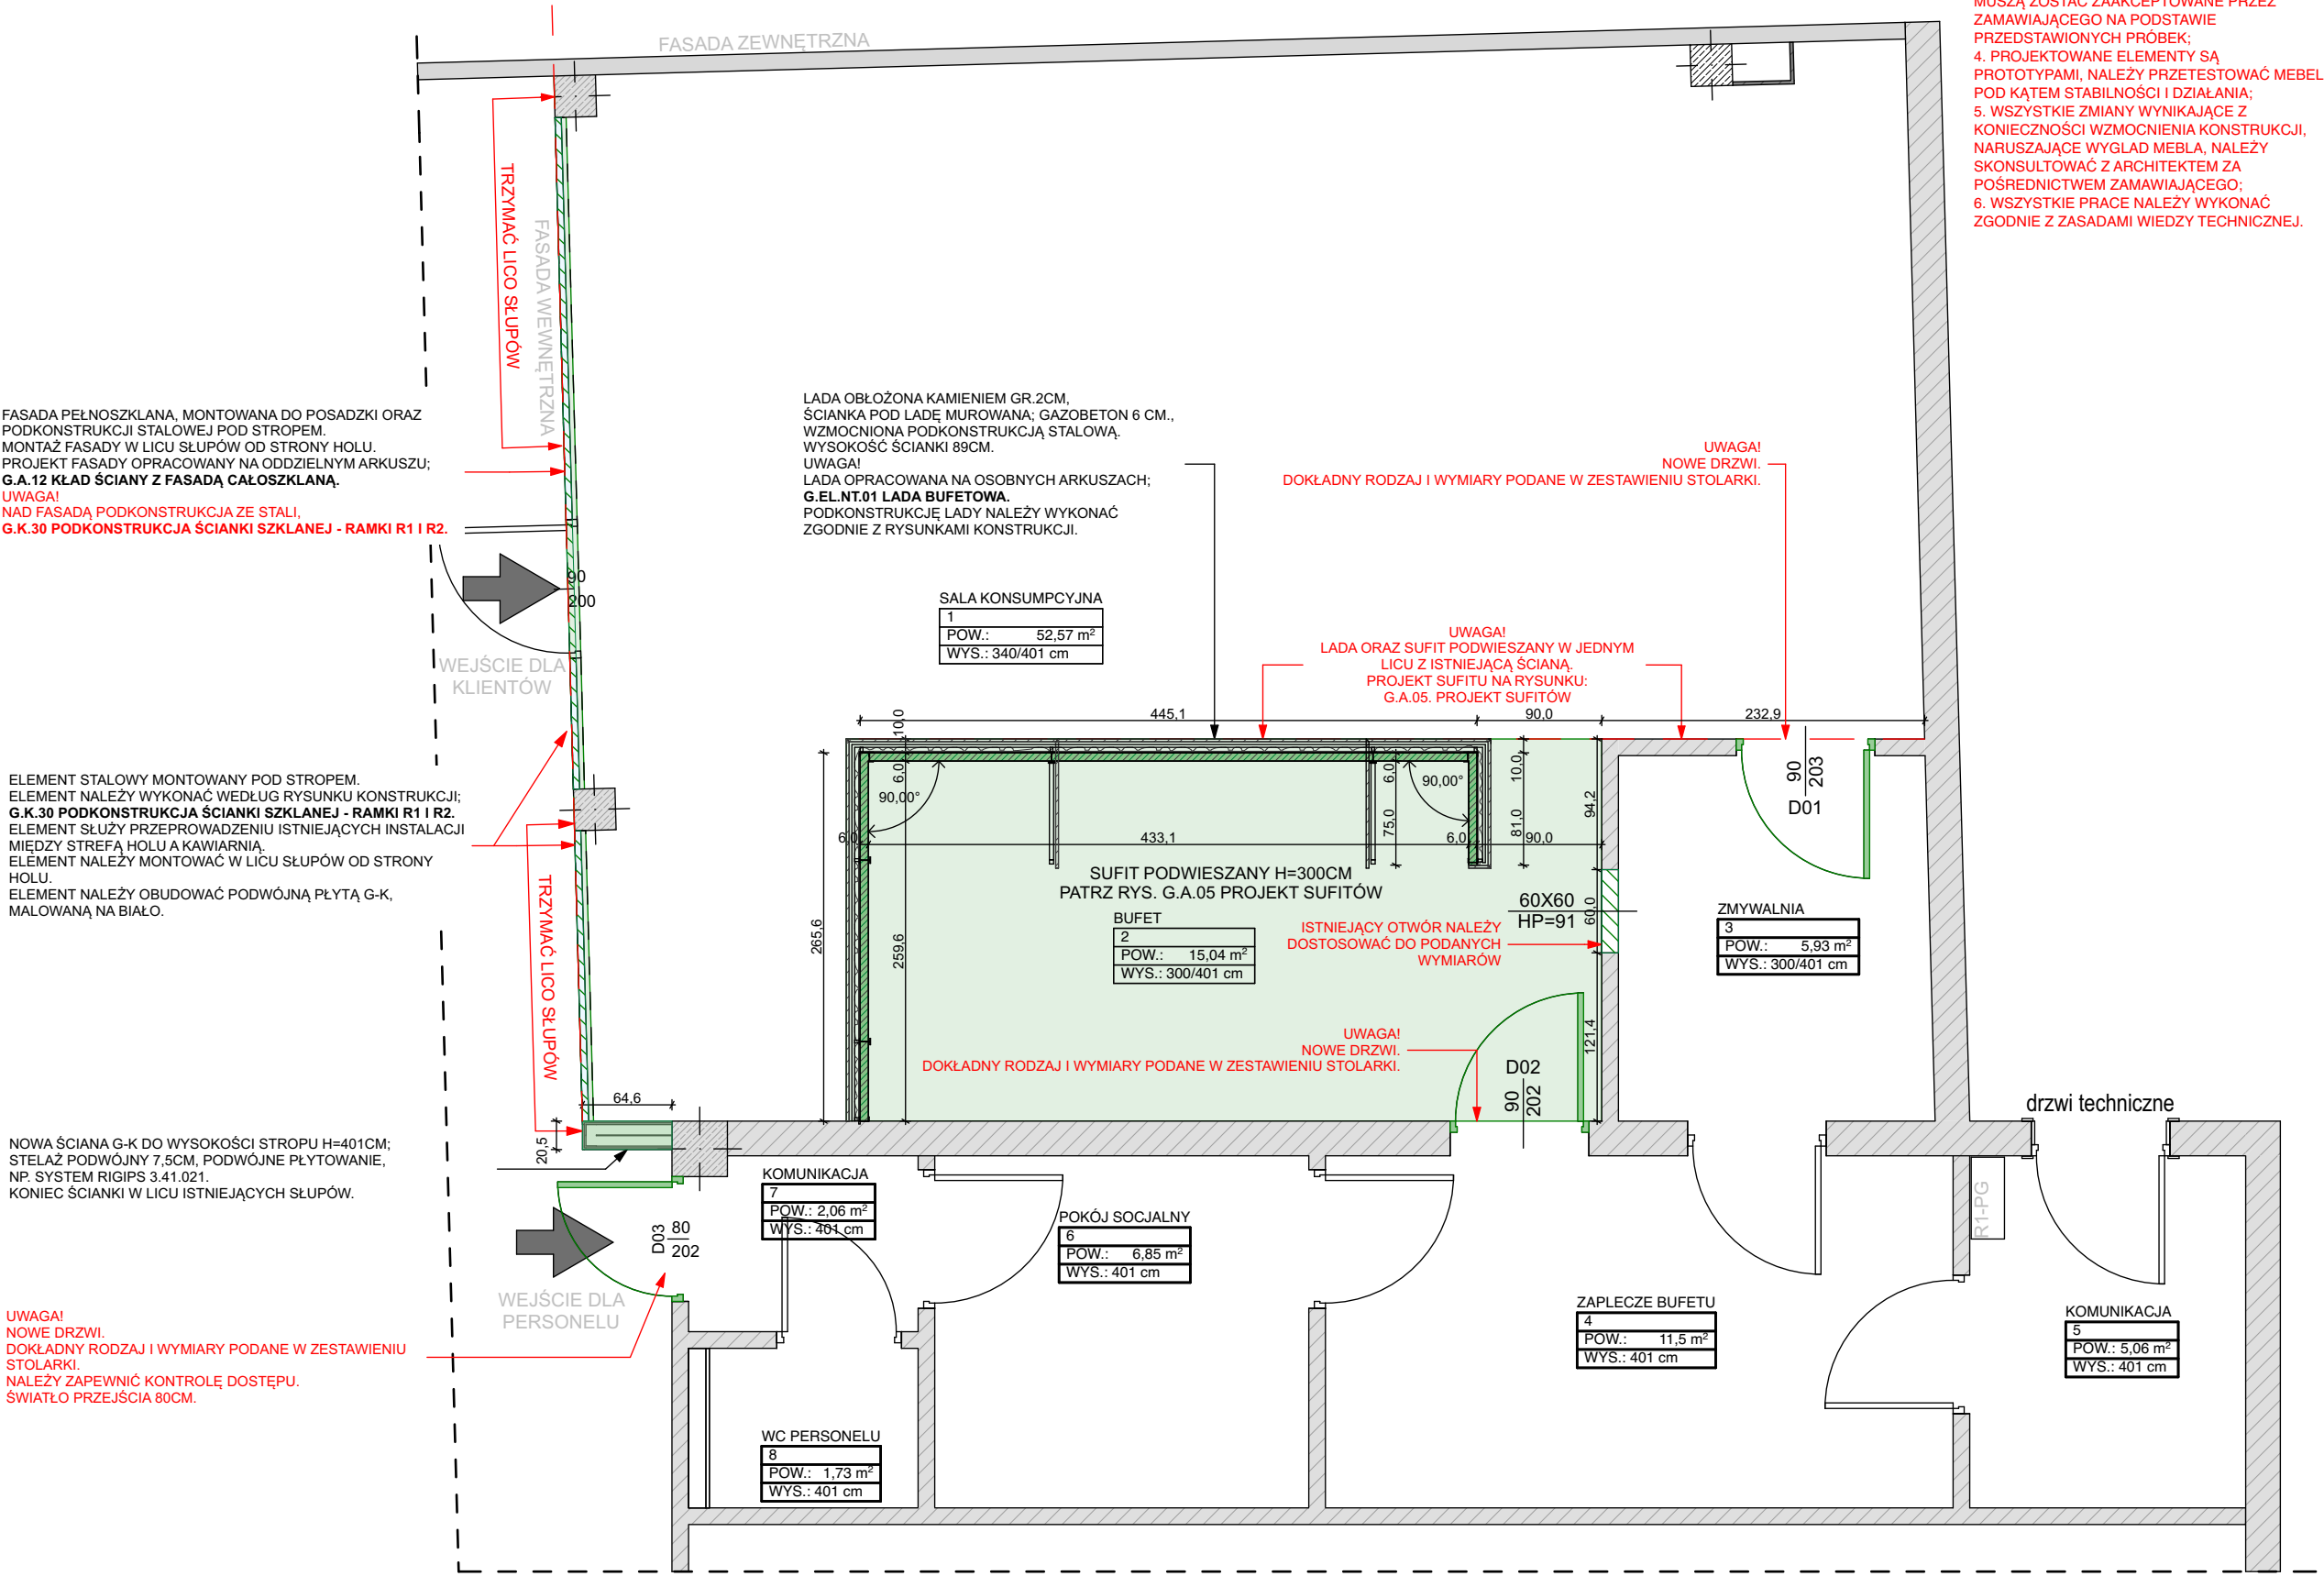 FASADA ZEWNĘTRZNA
MUSZĄ ZOSTAĆ ZAAKCEPTOWANE PRZEZ
ZAMAWIAJĄCEGO NA PODSTAWIE
PRZEDSTAWIONYCH PRÓBEK;
4. PROJEKTOWANE ELEMENTY SĄ
PROTOTYPAMI, NALEŻY PRZETESTOWAĆ MEBEL
POD KĄTEM STABILNOŚCI I DZIAŁANIA;
5. WSZYSTKIE ZMIANY WYNIKAJĄCE Z
KONIECZNOŚCI WZMOCNIENIA KONSTRUKCJI,
NARUSZAJĄCE WYGLAD MEBLA, NALEŻY
SKONSULTOWAĆ Z ARCHITEKTEM ZA
POŚREDNICTWEM ZAMAWIAJĄCEGO;
6. WSZYSTKIE PRACE NALEŻY WYKONAĆ
ZGODNIE Z ZASADAMI WIEDZY TECHNICZNEJ.
TRZYMAĆ LICO SŁUPÓW
FASADA WEWNĘTRZNA
FASADA PEŁNOSZKLANA, MONTOWANA DO POSADZKI ORAZ
PODKONSTRUKCJI STALOWEJ POD STROPEM.
MONTAŻ FASADY W LICU SŁUPÓW OD STRONY HOLU.
PROJEKT FASADY OPRACOWANY NA ODDZIELNYM ARKUSZU;
G.A.12 KŁAD ŚCIANY Z FASADĄ CAŁOSZKLANĄ.
UWAGA!
NAD FASADĄ PODKONSTRUKCJA ZE STALI,
G.K.30 PODKONSTRUKCJA ŚCIANKI SZKLANEJ - RAMKI R1 I R2.
LADA OBŁOŻONA KAMIENIEM GR.2CM,
ŚCIANKA POD LADĘ MUROWANA; GAZOBETON 6 CM.,
WZMOCNIONA PODKONSTRUKCJĄ STALOWĄ.
WYSOKOŚĆ ŚCIANKI 89CM.
UWAGA!
LADA OPRACOWANA NA OSOBNYCH ARKUSZACH;
G.EL.NT.01 LADA BUFETOWA.
PODKONSTRUKCJĘ LADY NALEŻY WYKONAĆ
ZGODNIE Z RYSUNKAMI KONSTRUKCJI.
UWAGA!
NOWE DRZWI.
DOKŁADNY RODZAJ I WYMIARY PODANE W ZESTAWIENIU STOLARKI.
90
200
WEJŚCIE DLA
KLIENTÓW
SALA KONSUMPCYJNA
1
POW.: 52,57 m²
WYS.: 340/401 cm
UWAGA!
LADA ORAZ SUFIT PODWIESZANY W JEDNYM
LICU Z ISTNIEJĄCĄ ŚCIANĄ.
PROJEKT SUFITU NA RYSUNKU:
G.A.05. PROJEKT SUFITÓW
445,1
90,0
232,9
10,0
6,0
90,00°
6,0
433,1
6,0
75,0
90,00°
6,0
10,0
81,0
90,0
94,2
90
203
D01
ELEMENT STALOWY MONTOWANY POD STROPEM.
ELEMENT NALEŻY WYKONAĆ WEDŁUG RYSUNKU KONSTRUKCJI;
G.K.30 PODKONSTRUKCJA ŚCIANKI SZKLANEJ - RAMKI R1 I R2.
ELEMENT SŁUŻY PRZEPROWADZENIU ISTNIEJĄCYCH INSTALACJI
MIĘDZY STREFĄ HOLU A KAWIARNIĄ.
ELEMENT NALEŻY MONTOWAĆ W LICU SŁUPÓW OD STRONY
HOLU.
ELEMENT NALEŻY OBUDOWAĆ PODWÓJNĄ PŁYTĄ G-K,
MALOWANĄ NA BIAŁO.
TRZYMAĆ LICO SŁUPÓW
265,6
259,6
SUFIT PODWIESZANY H=300CM
PATRZ RYS. G.A.05 PROJEKT SUFITÓW
BUFET
2
POW.: 15,04 m²
WYS.: 300/401 cm
60X60
HP=91
60,0
ISTNIEJĄCY OTWÓR NALEŻY
DOSTOSOWAĆ DO PODANYCH
WYMIARÓW
ZMYWALNIA
3
POW.: 5,93 m²
WYS.: 300/401 cm
UWAGA!
NOWE DRZWI.
DOKŁADNY RODZAJ I WYMIARY PODANE W ZESTAWIENIU STOLARKI.
121,4
D02
90
202
64,6
20,5
drzwi techniczne
NOWA ŚCIANA G-K DO WYSOKOŚCI STROPU H=401CM;
STELAŻ PODWÓJNY 7,5CM, PODWÓJNE PŁYTOWANIE,
NP. SYSTEM RIGIPS 3.41.021.
KONIEC ŚCIANKI W LICU ISTNIEJĄCYCH SŁUPÓW.
KOMUNIKACJA
7
POW.: 2,06 m²
WYS.: 401 cm
D03
80
202
POKÓJ SOCJALNY
6
POW.: 6,85 m²
WYS.: 401 cm
R1-PG
WEJŚCIE DLA
PERSONELU
ZAPLECZE BUFETU
4
POW.: 11,5 m²
WYS.: 401 cm
KOMUNIKACJA
5
POW.: 5,06 m²
WYS.: 401 cm
UWAGA!
NOWE DRZWI.
DOKŁADNY RODZAJ I WYMIARY PODANE W ZESTAWIENIU
STOLARKI.
NALEŻY ZAPEWNIĆ KONTROLĘ DOSTĘPU.
ŚWIATŁO PRZEJŚCIA 80CM.
WC PERSONELU
8
POW.: 1,73 m²
WYS.: 401 cm